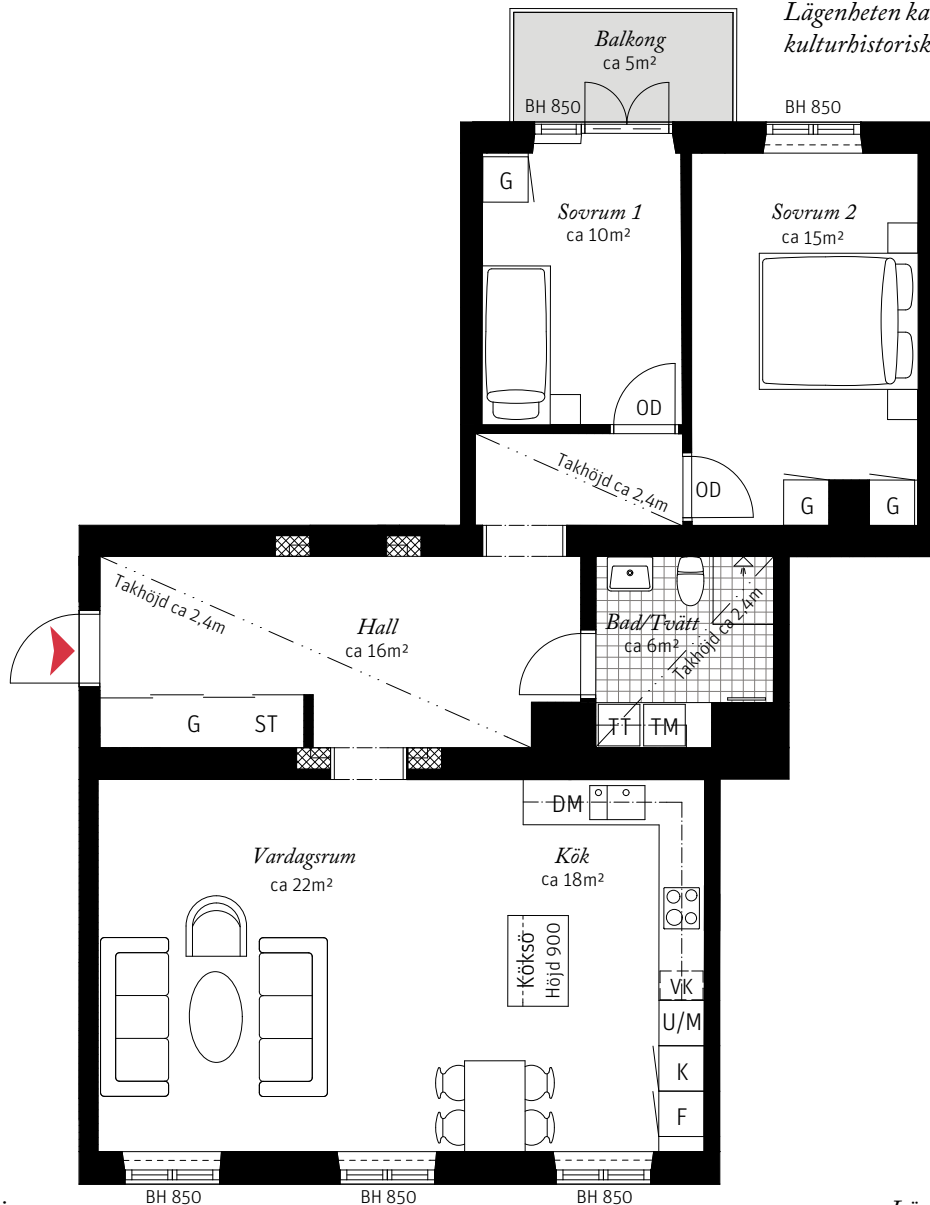 Lägenheten ka
kulturhistorisk
Balkong
ca 5m²
BH 850
BH 850
G
Sovrum 1
ca 10m²
Sovrum 2
ca 15m²
OD
Takhöjd ca 2,4m
OD
G
G
Takhöjd ca 2,4m
Hall
ca 16m²
Bad/Tvätt
ca 6m²
Takhöjd ca 2,4m
G
ST
TT
TM
DM
Vardagsrum
ca 22m²
Kök
ca 18m²
Köksö
Höjd 900
VK
U/M
K
F
BH 850
BH 850
BH 850